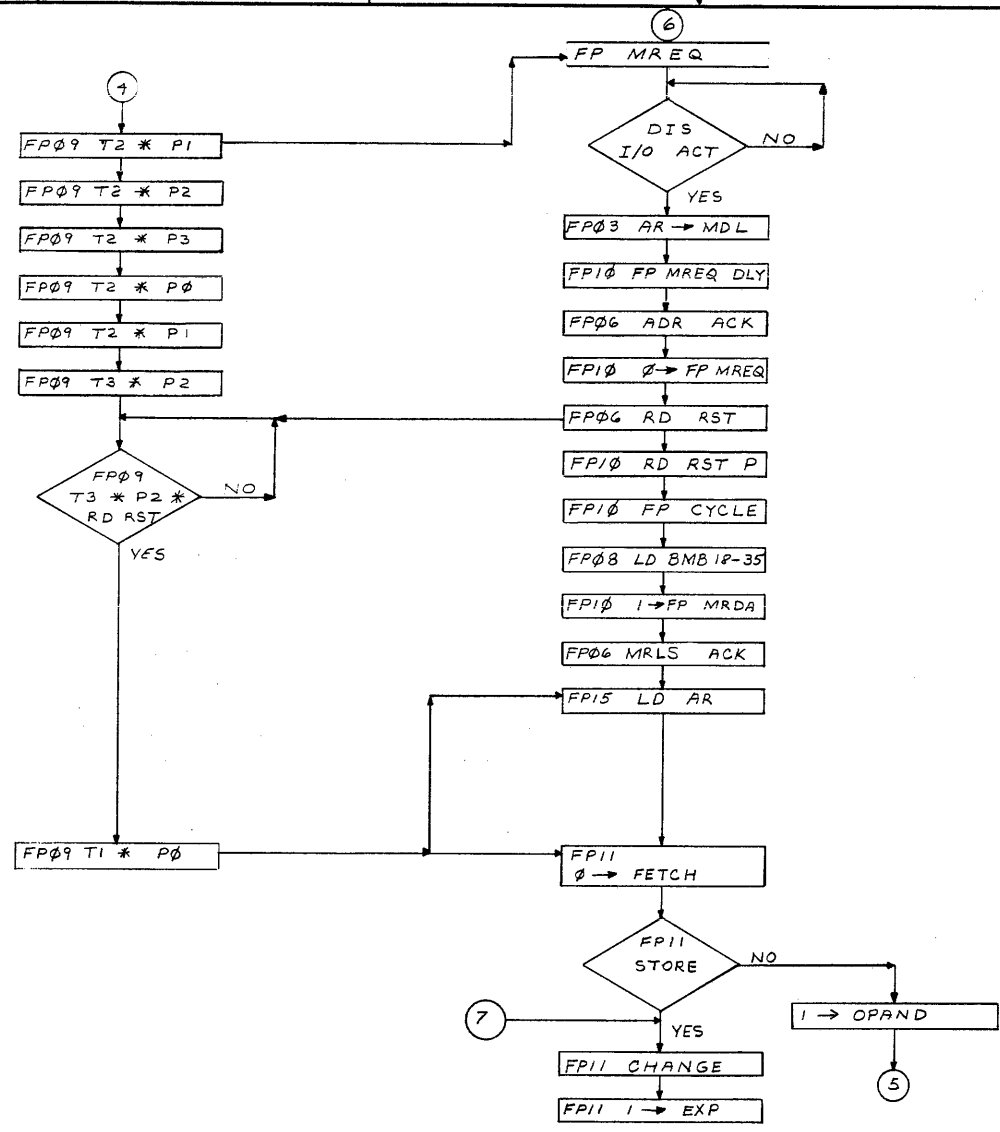 4
FPØ9 T2 * P1
FPØ9 T2 * P2
FPØ9 T2 * P3
FPØ9 T2 * PØ
FPØ9 T2 * P1
FPØ9 T3 * P2
FPØ9
T3 * P2 *
RD RST
NO
YES
FPØ9 T1 * PØ
6
FP MREQ
DIS
I/O ACT
NO
YES
FPØ3 AR → MDL
FP1Ø FP MREQ DLY
FPØ6 ADR ACK
FP1Ø Ø → FP MREQ
FPØ6 RD RST
FP1Ø RD RST P
FP1Ø FP CYCLE
FPØ8 LD BMB 18-35
FP1Ø 1 → FP MRDA
FPØ6 MRLS ACK
FP15 LD AR
FP11
Ø → FETCH
FP11
STORE
NO
1 → OPAND
5
7
YES
FP11 CHANGE
FP11 1 → EXP